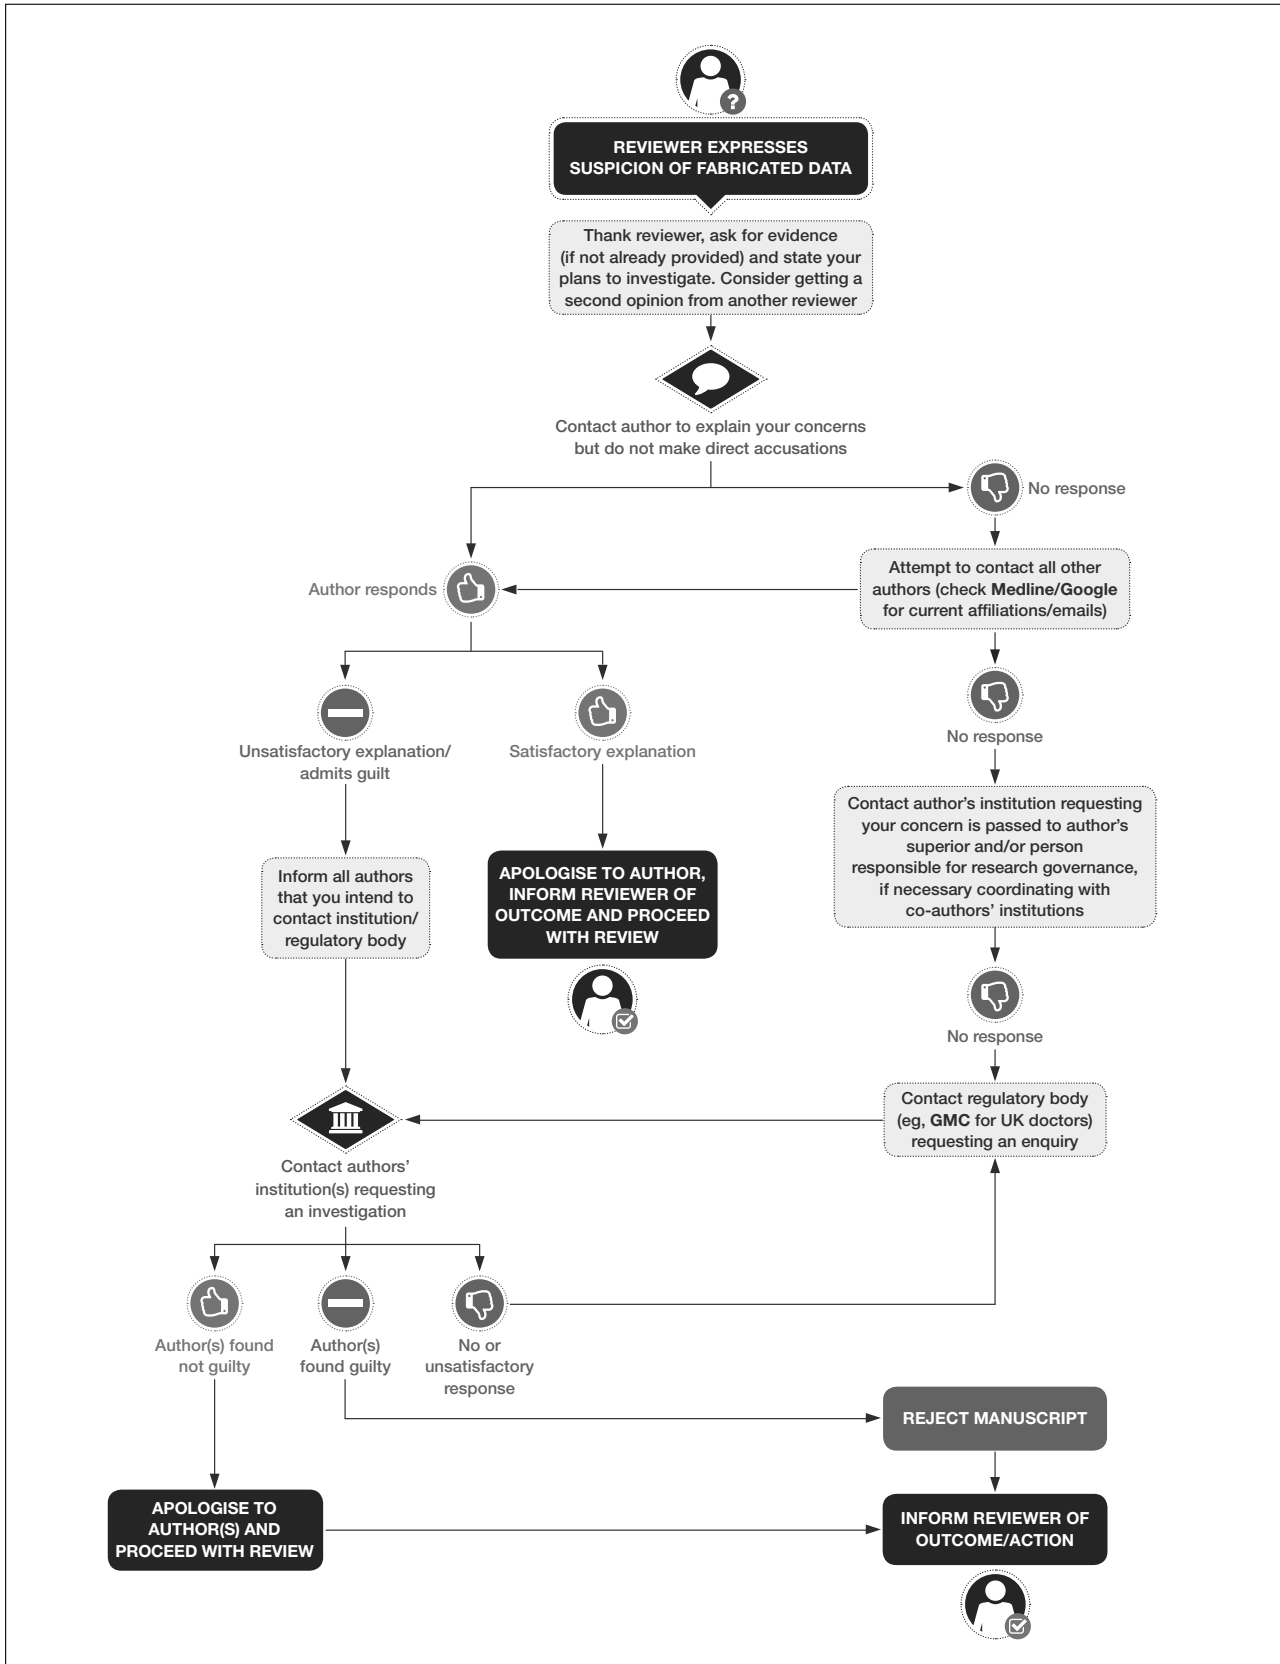 ?
REVIEWER EXPRESSES
SUSPICION OF FABRICATED DATA
Thank reviewer, ask for evidence
(if not already provided) and state your
plans to investigate. Consider getting a
second opinion from another reviewer
Contact author to explain your concerns
but do not make direct accusations
No response
Attempt to contact all other
authors (check Medline/Google
for current affiliations/emails)
Author responds
No response
Unsatisfactory explanation/
admits guilt
Satisfactory explanation
Contact author's institution requesting
your concern is passed to author's
superior and/or person
responsible for research governance,
if necessary coordinating with
co-authors' institutions
Inform all authors
that you intend to
contact institution/
regulatory body
APOLOGISE TO AUTHOR,
INFORM REVIEWER OF
OUTCOME AND PROCEED
WITH REVIEW
No response
Contact regulatory body
(eg, GMC for UK doctors)
requesting an enquiry
Contact authors'
institution(s) requesting
an investigation
Author(s) found
not guilty
Author(s)
found guilty
No or
unsatisfactory
response
REJECT MANUSCRIPT
APOLOGISE TO
AUTHOR(S) AND
PROCEED WITH REVIEW
INFORM REVIEWER OF
OUTCOME/ACTION